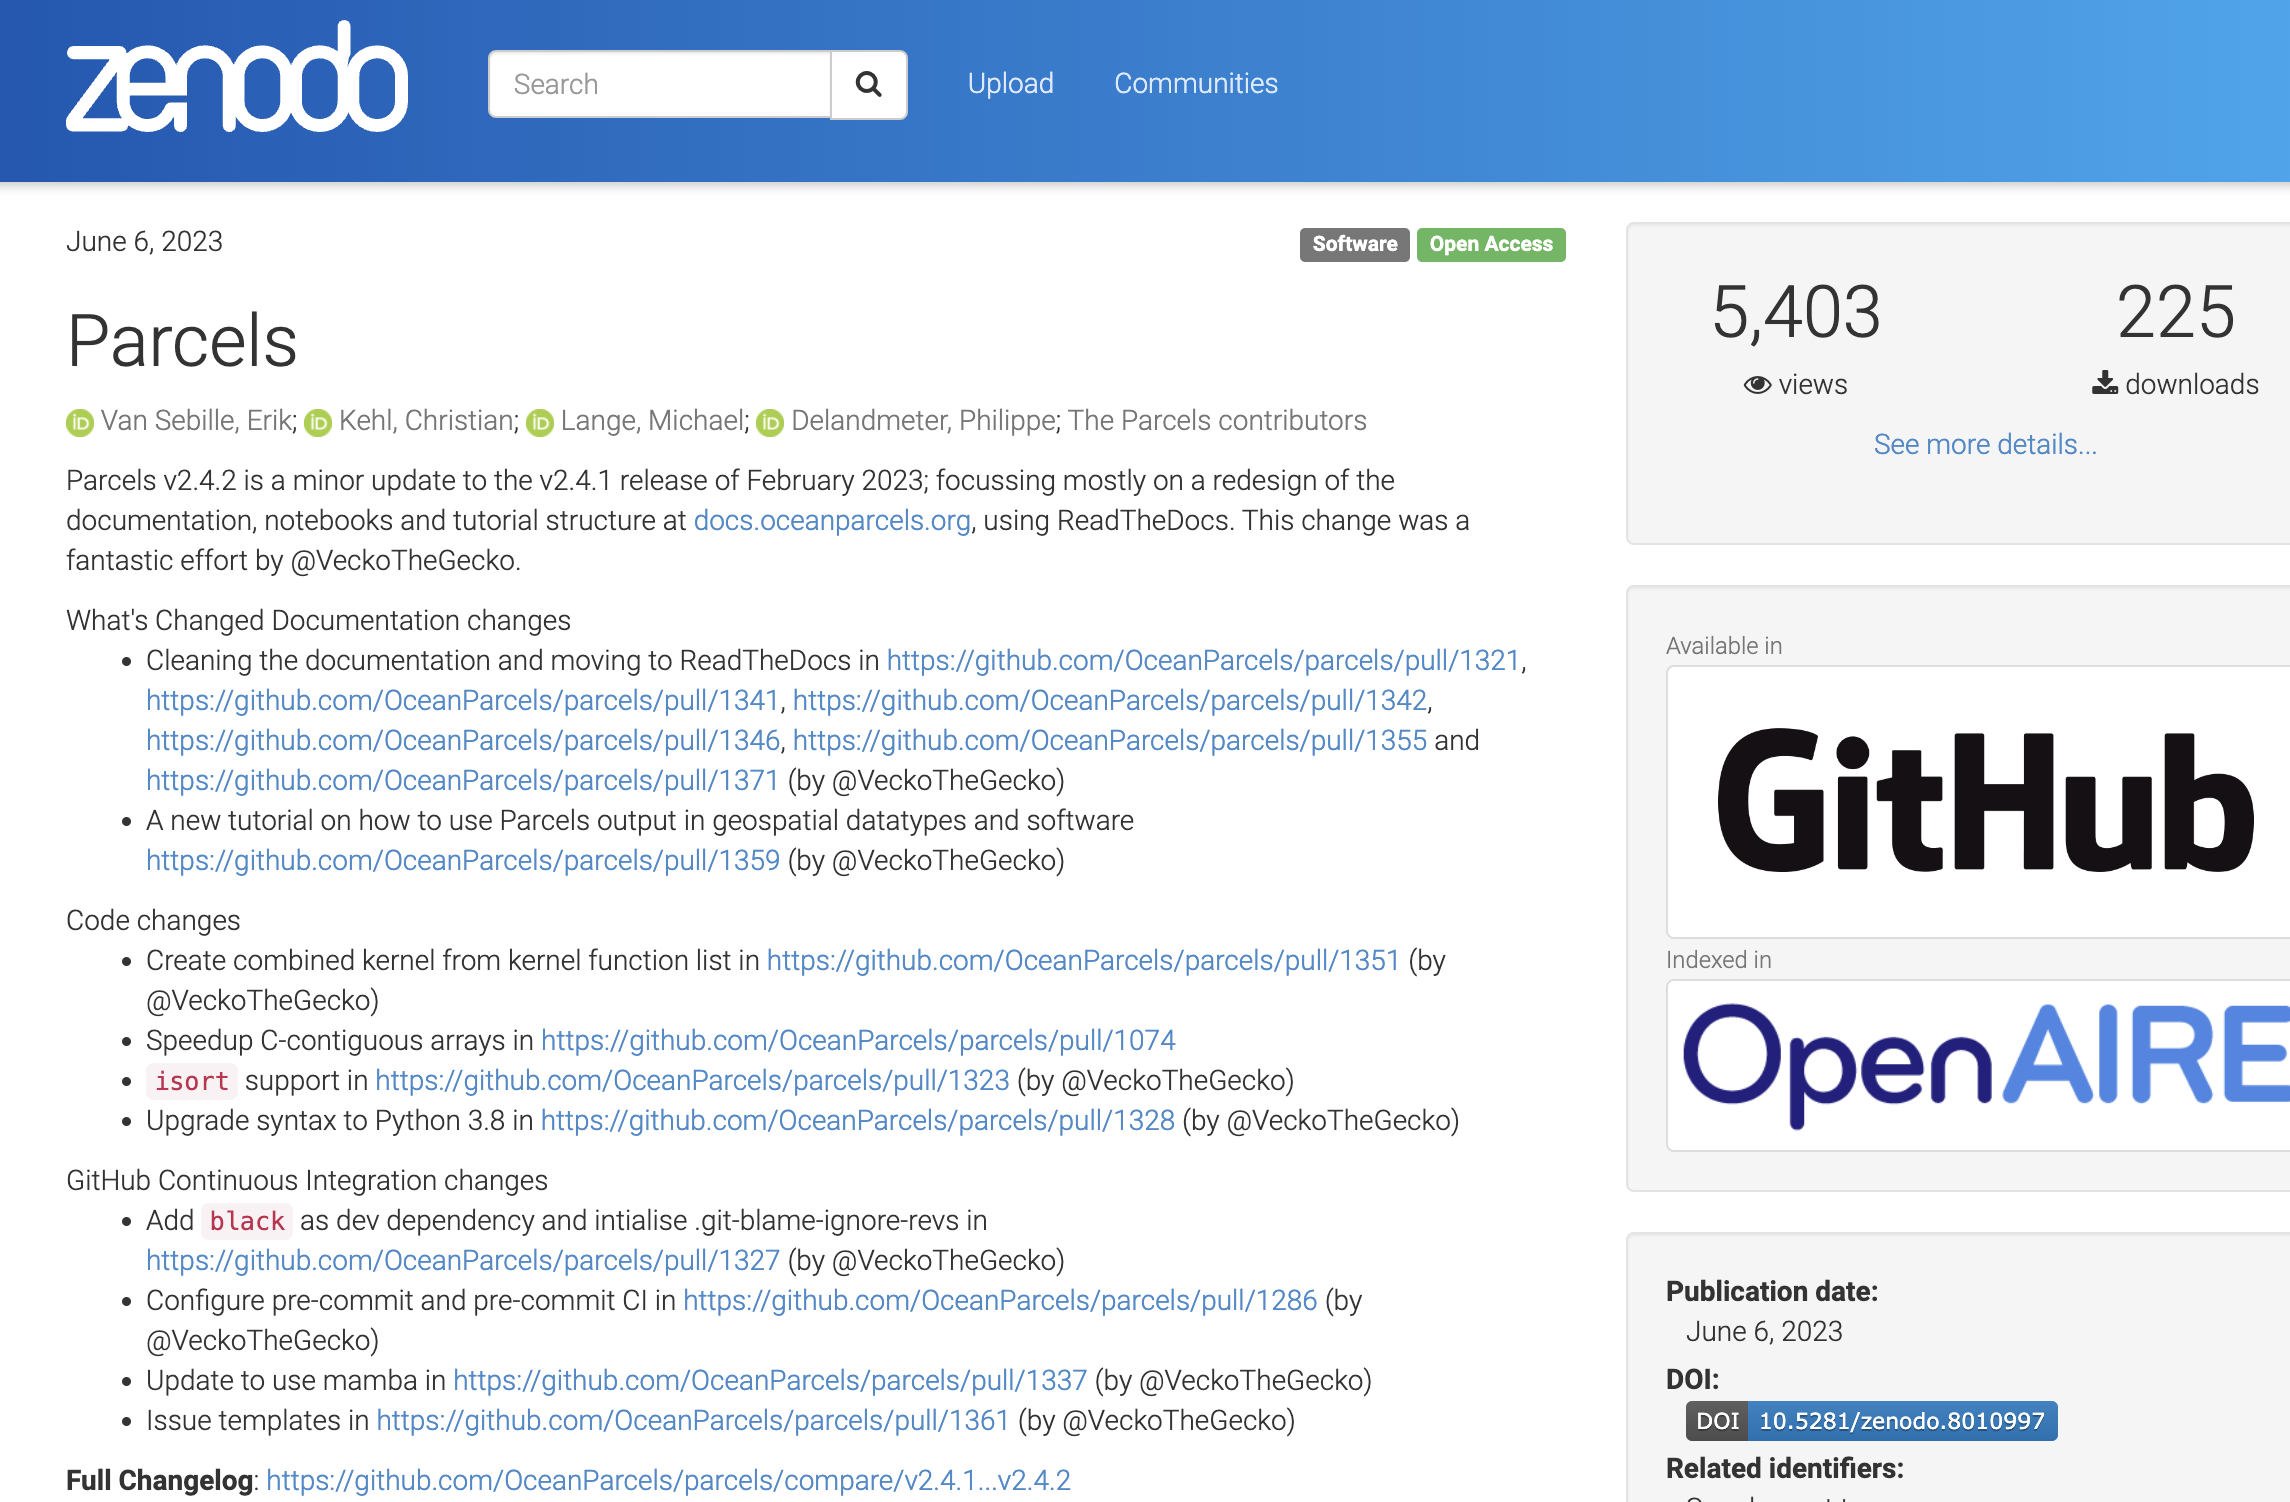 zenodo
Search
Upload
Communities
June 6, 2023
Software
Open Access
Parcels
iD Van Sebille, Erik; iD Kehl, Christian; iD Lange, Michael; iD Delandmeter, Philippe; The Parcels contributors
Parcels v2.4.2 is a minor update to the v2.4.1 release of February 2023; focussing mostly on a redesign of the
documentation, notebooks and tutorial structure at docs.oceanparcels.org, using ReadTheDocs. This change was a
fantastic effort by @VeckoTheGecko.
What's Changed Documentation changes
• Cleaning the documentation and moving to ReadTheDocs in https://github.com/OceanParcels/parcels/pull/1321,
https://github.com/OceanParcels/parcels/pull/1341, https://github.com/OceanParcels/parcels/pull/1342,
https://github.com/OceanParcels/parcels/pull/1346, https://github.com/OceanParcels/parcels/pull/1355 and
https://github.com/OceanParcels/parcels/pull/1371 (by @VeckoTheGecko)
• A new tutorial on how to use Parcels output in geospatial datatypes and software
https://github.com/OceanParcels/parcels/pull/1359 (by @VeckoTheGecko)
Code changes
• Create combined kernel from kernel function list in https://github.com/OceanParcels/parcels/pull/1351 (by
@VeckoTheGecko)
• Speedup C-contiguous arrays in https://github.com/OceanParcels/parcels/pull/1074
• isort support in https://github.com/OceanParcels/parcels/pull/1323 (by @VeckoTheGecko)
• Upgrade syntax to Python 3.8 in https://github.com/OceanParcels/parcels/pull/1328 (by @VeckoTheGecko)
GitHub Continuous Integration changes
• Add black as dev dependency and intialise .git-blame-ignore-revs in
https://github.com/OceanParcels/parcels/pull/1327 (by @VeckoTheGecko)
• Configure pre-commit and pre-commit CI in https://github.com/OceanParcels/parcels/pull/1286 (by
@VeckoTheGecko)
• Update to use mamba in https://github.com/OceanParcels/parcels/pull/1337 (by @VeckoTheGecko)
• Issue templates in https://github.com/OceanParcels/parcels/pull/1361 (by @VeckoTheGecko)
Full Changelog: https://github.com/OceanParcels/parcels/compare/v2.4.1...v2.4.2
5,403
views
225
downloads
See more details...
Available in
GitHub
Indexed in
OpenAIRE
Publication date:
June 6, 2023
DOI:
DOI 10.5281/zenodo.8010997
Related identifiers: